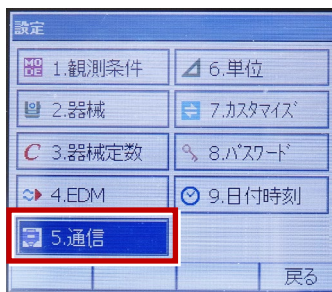 設定
MODE 1.観測条件
2.器械
C 3.器械定数
4.EDM
5.通信
6.単位
7.ｶｽﾀﾏｲｽﾞ
8.ﾊﾟｽﾜｰﾄﾞ
9.日付時刻
戻る